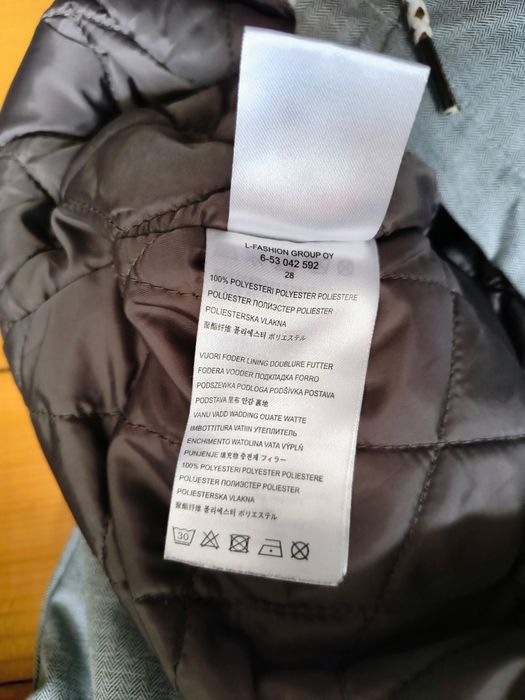 L-FASHION GROUP OY
6-53 042 592
28
100% POLYESTERI POLYESTER POLIESTERE
POLÜESTER ПОЛИЭСТЕР POLIESTER
POLIESTERSKA VLAKNA
聚酯纤维 폴리에스터 ポリエステル
VUORI FODER LINING DOUBLURE FUTTER
FODERA VOODER ПОДКЛАДКА FORRO
PODSZEWKA PODLOGA PODŠÍVKA POSTAVA
PODSTAVA 里布 안감 裏地
VANU VADD WADDING OUATE WATTE
IMBOTTITURA VATIIN УТЕПЛИТЕЛЬ
ENCHIMENTO WATOLINA VATA VÝPLŇ
PUNJENJE 填充物 충전재 フィラー
100% POLYESTERI POLYESTER POLIESTERE
POLÜESTER ПОЛИЭСТЕР POLIESTER
POLIESTERSKA VLAKNA
聚酯纤维 폴리에스터 ポリエステル
30